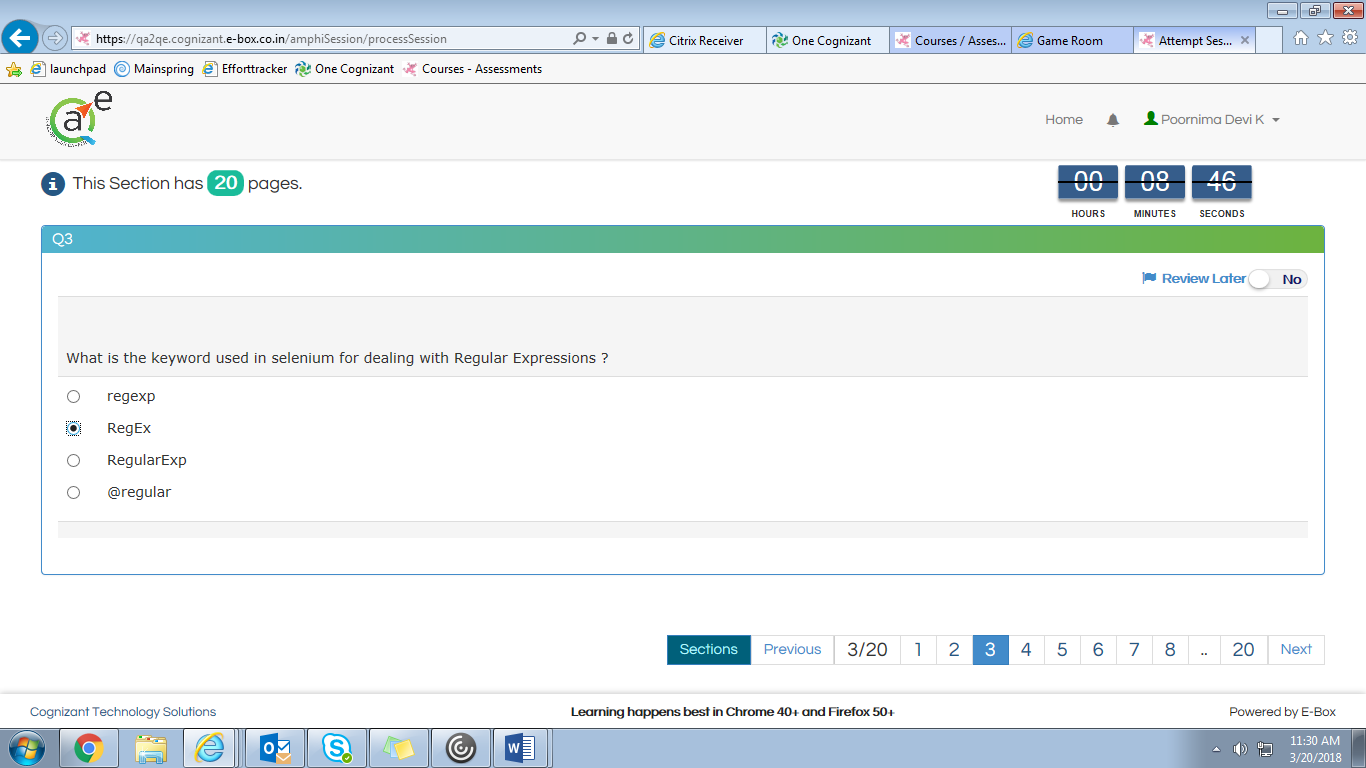 https://qa2qe.cognizant.e-box.co.in/amphiSession/processSession
Citrix Receiver
One Cognizant
Courses / Asses...
Game Room
Attempt Ses...
launchpad
Mainspring
Efforttracker
One Cognizant
Courses - Assessments
a e
Home
Poornima Devi K
This Section has 20 pages.
00 08 46
HOURS MINUTES SECONDS
Q3
Review Later No
What is the keyword used in selenium for dealing with Regular Expressions ?
regexp
RegEx
RegularExp
@regular
Sections Previous 3/20 1 2 3 4 5 6 7 8 .. 20 Next
Cognizant Technology Solutions
Learning happens best in Chrome 40+ and Firefox 50+
Powered by E-Box
11:30 AM
3/20/2018